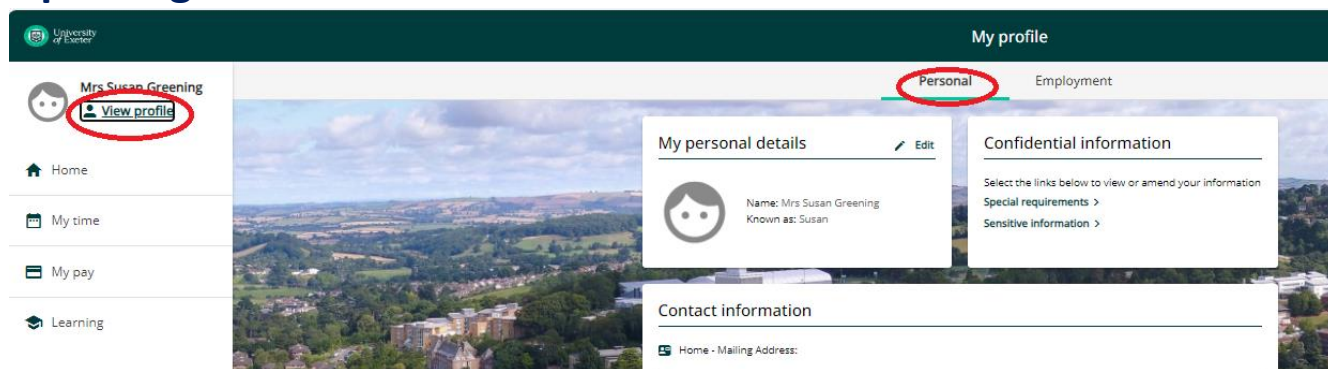 University
of Exeter
My profile
Mrs Susan Greening
View profile
Home
My time
My pay
Learning
Personal Employment
My personal details Edit
Name: Mrs Susan Greening
Known as: Susan
Confidential information
Select the links below to view or amend your information
Special requirements >
Sensitive information >
Contact information
Home - Mailing Address: